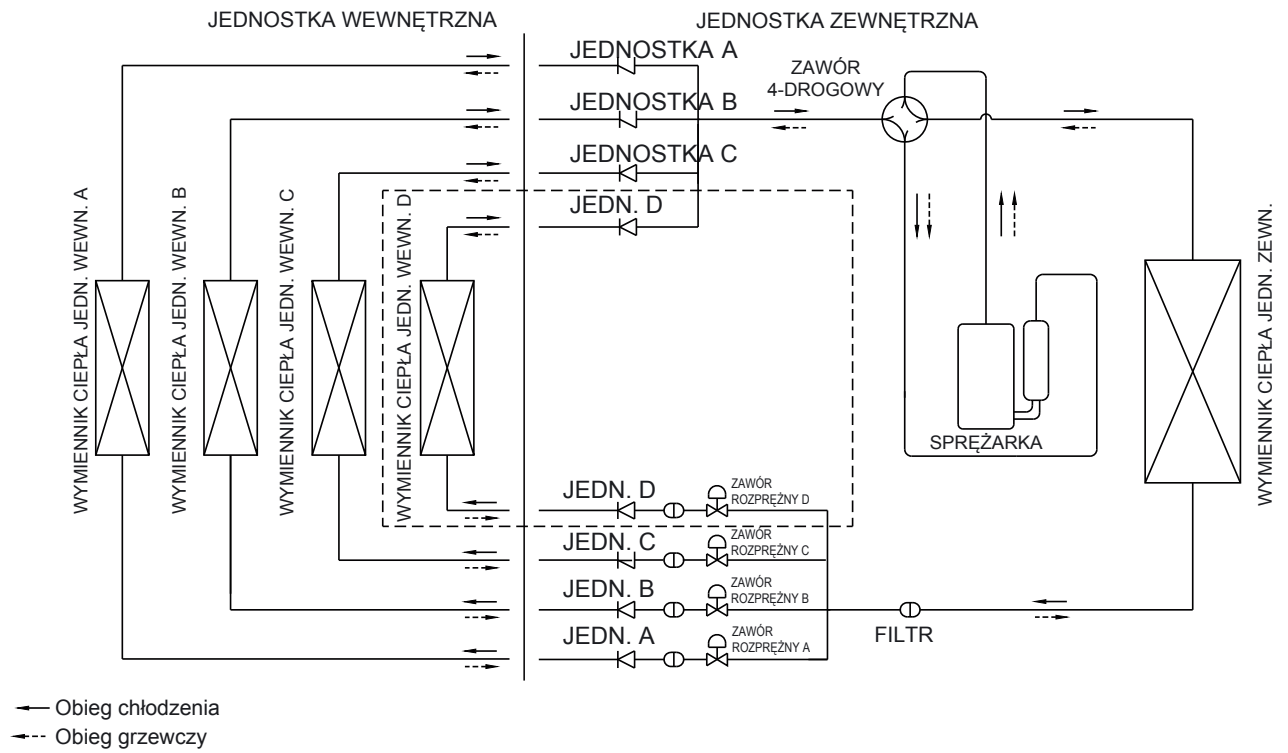 JEDNOSTKA WEWNĘTRZNA
JEDNOSTKA ZEWNĘTRZNA
JEDNOSTKA A
JEDNOSTKA B
JEDNOSTKA C
JEDN. D
ZAWÓR
4-DROGOWY
WYMIENNIK CIEPŁA JEDN. WEWN. A
WYMIENNIK CIEPŁA JEDN. WEWN. B
WYMIENNIK CIEPŁA JEDN. WEWN. C
WYMIENNIK CIEPŁA JEDN. WEWN. D
SPRĘŻARKA
WYMIENNIK CIEPŁA JEDN. ZEWN.
JEDN. D
ZAWÓR
ROZPRĘŻNY D
JEDN. C
ZAWÓR
ROZPRĘŻNY C
JEDN. B
ZAWÓR
ROZPRĘŻNY B
JEDN. A
ZAWÓR
ROZPRĘŻNY A
FILTR
Obieg chłodzenia
Obieg grzewczy